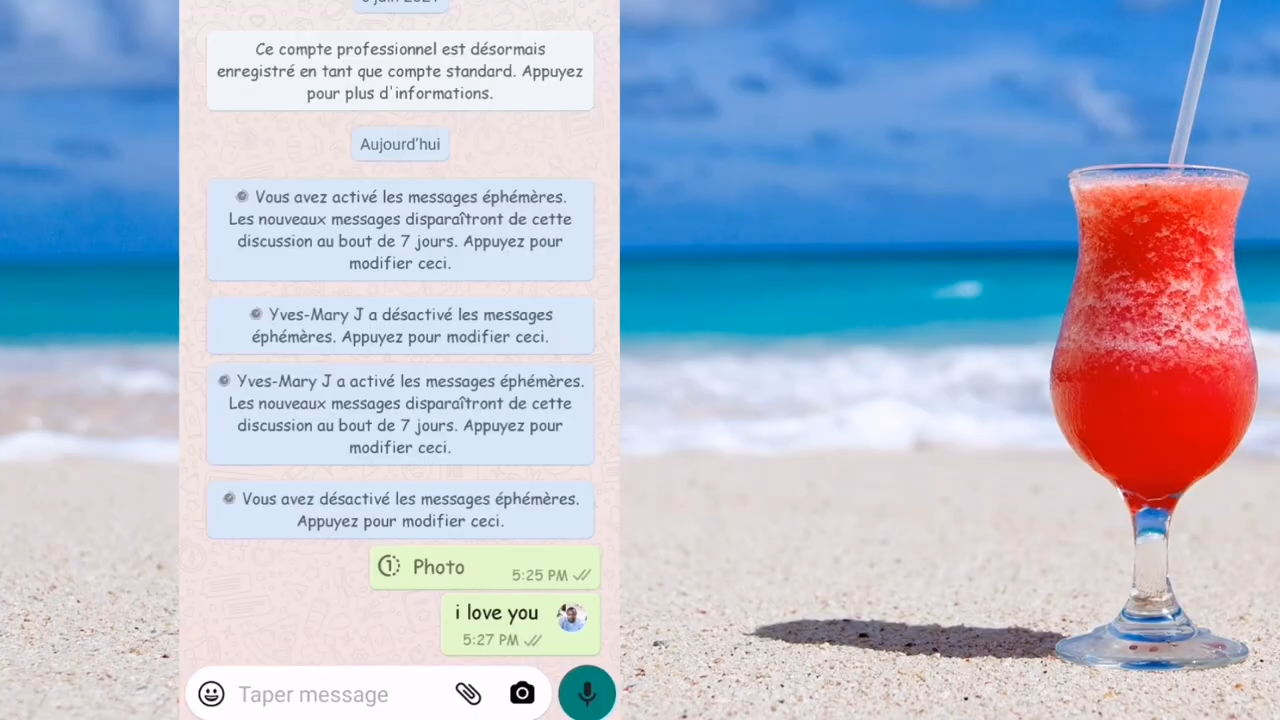 Ce compte professionnel est désormais
enregistré en tant que compte standard. Appuyez
pour plus d'informations.
Aujourd'hui
Vous avez activé les messages éphémères.
Les nouveaux messages disparaîtront de cette
discussion au bout de 7 jours. Appuyez pour
modifier ceci.
Yves-Mary J a désactivé les messages
éphémères. Appuyez pour modifier ceci.
Yves-Mary J a activé les messages éphémères.
Les nouveaux messages disparaîtront de cette
discussion au bout de 7 jours. Appuyez pour
modifier ceci.
Vous avez désactivé les messages éphémères.
Appuyez pour modifier ceci.
1 Photo 5:25 PM
i love you
5:27 PM
Taper message